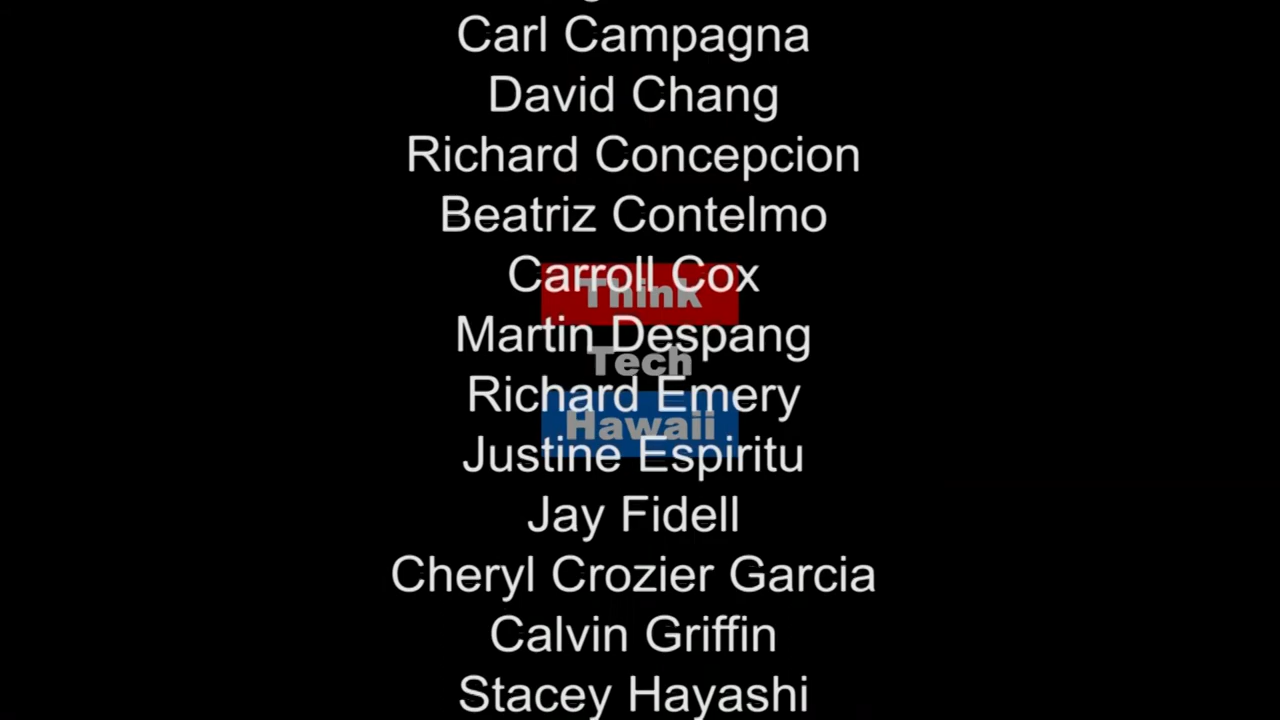 Carl Campagna
David Chang
Richard Concepcion
Beatriz Contelmo
Carroll Cox
Think
Martin Despang
Tech
Richard Emery
Hawaii
Justine Espiritu
Jay Fidell
Cheryl Crozier Garcia
Calvin Griffin
Stacey Hayashi